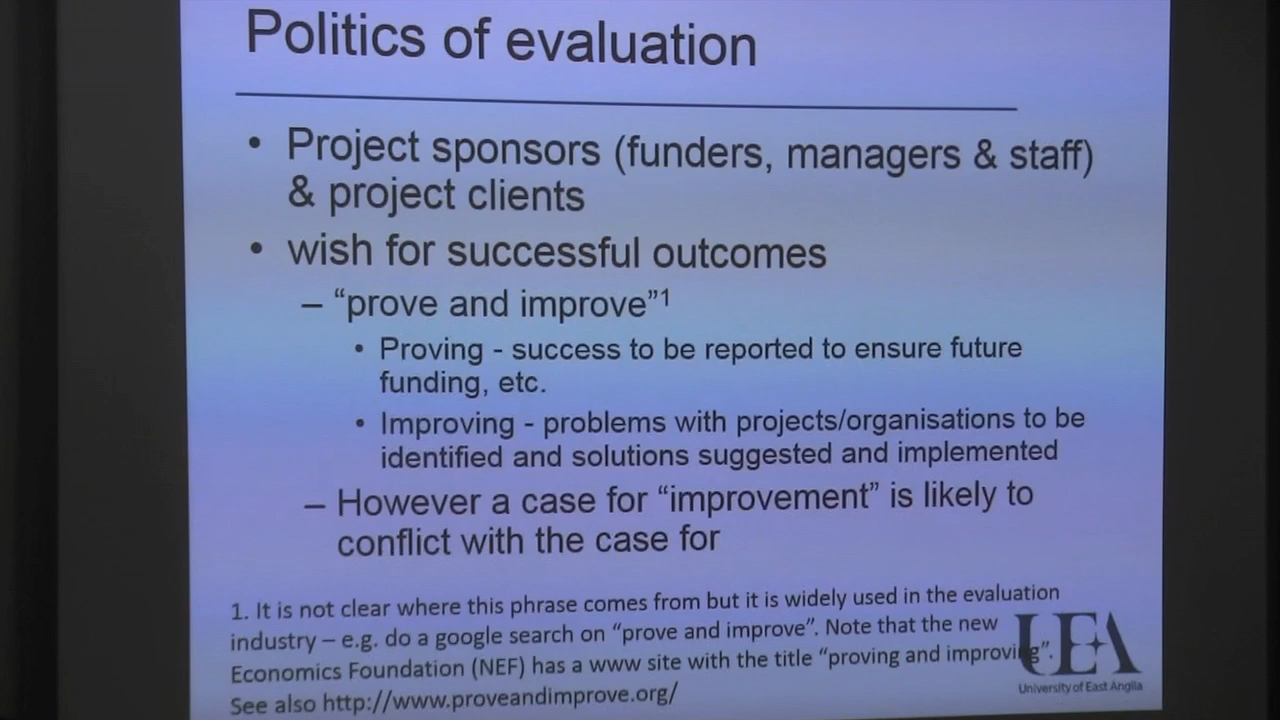 Politics of evaluation
• Project sponsors (funders, managers & staff)
& project clients
• wish for successful outcomes
– “prove and improve”1
• Proving - success to be reported to ensure future
funding, etc.
• Improving - problems with projects/organisations to be
identified and solutions suggested and implemented
– However a case for “improvement” is likely to
conflict with the case for
1. It is not clear where this phrase comes from but it is widely used in the evaluation
industry – e.g. do a google search on “prove and improve”. Note that the new
Economics Foundation (NEF) has a www site with the title “proving and improving”.
See also http://www.proveandimprove.org/
UEA
University of East Anglia